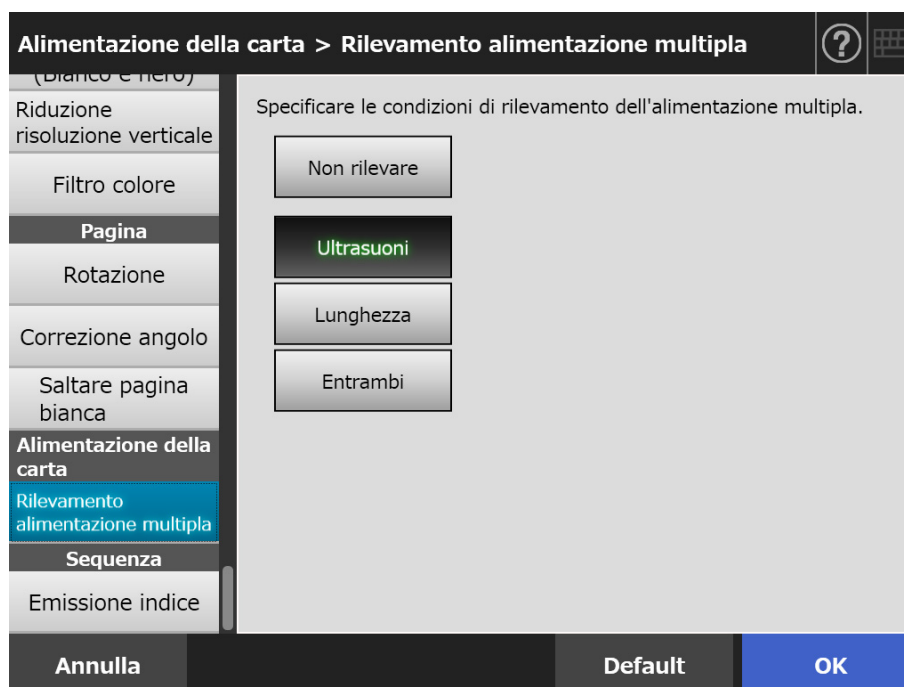 Alimentazione della carta > Rilevamento alimentazione multipla
?
(Bianco e nero)
Riduzione
risoluzione verticale
Filtro colore
Pagina
Rotazione
Correzione angolo
Saltare pagina
bianca
Alimentazione della
carta
Rilevamento
alimentazione multipla
Sequenza
Emissione indice
Specificare le condizioni di rilevamento dell'alimentazione multipla.
Non rilevare
Ultrasuoni
Lunghezza
Entrambi
Annulla
Default
OK